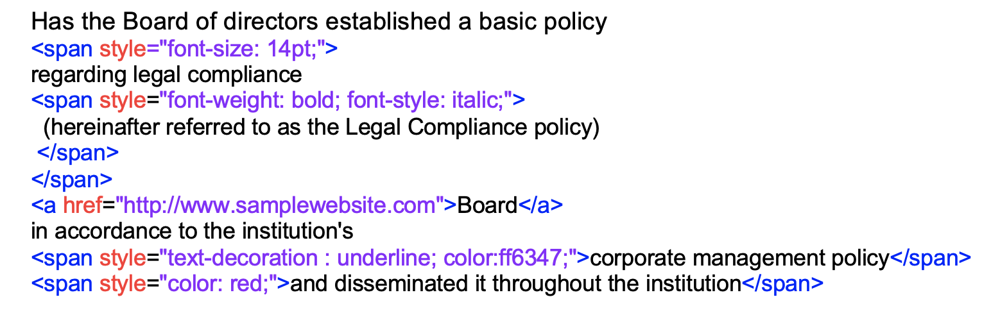 Has the Board of directors established a basic policy
<span style="font-size: 14pt;">
regarding legal compliance
<span style="font-weight: bold; font-style: italic;">
(hereinafter referred to as the Legal Compliance policy)
</span>
</span>
<a href="http://www.samplewebsite.com">Board</a>
in accordance to the institution's
<span style="text-decoration : underline; color:ff6347;">corporate management policy</span>
<span style="color: red;">and disseminated it throughout the institution</span>